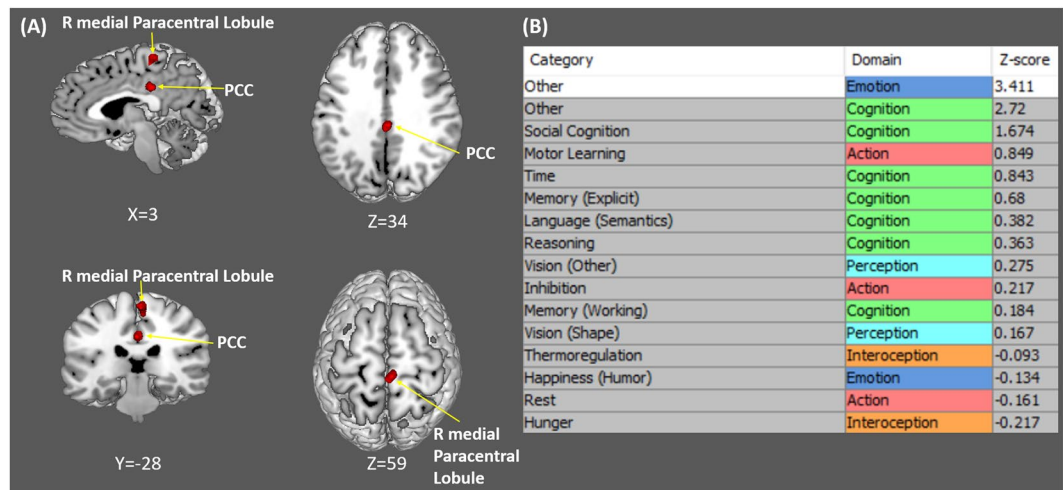 (A)
R medial Paracentral Lobule
PCC
X=3
PCC
Z=34
R medial Paracentral Lobule
PCC
Y=-28
R medial
Paracentral
Lobule
Z=59
(B)
Category Domain Z-score
Other Emotion 3.411
Other Cognition 2.72
Social Cognition Cognition 1.674
Motor Learning Action 0.849
Time Cognition 0.843
Memory (Explicit) Cognition 0.68
Language (Semantics) Cognition 0.382
Reasoning Cognition 0.363
Vision (Other) Perception 0.275
Inhibition Action 0.217
Memory (Working) Cognition 0.184
Vision (Shape) Perception 0.167
Thermoregulation Interoception -0.093
Happiness (Humor) Emotion -0.134
Rest Action -0.161
Hunger Interoception -0.217